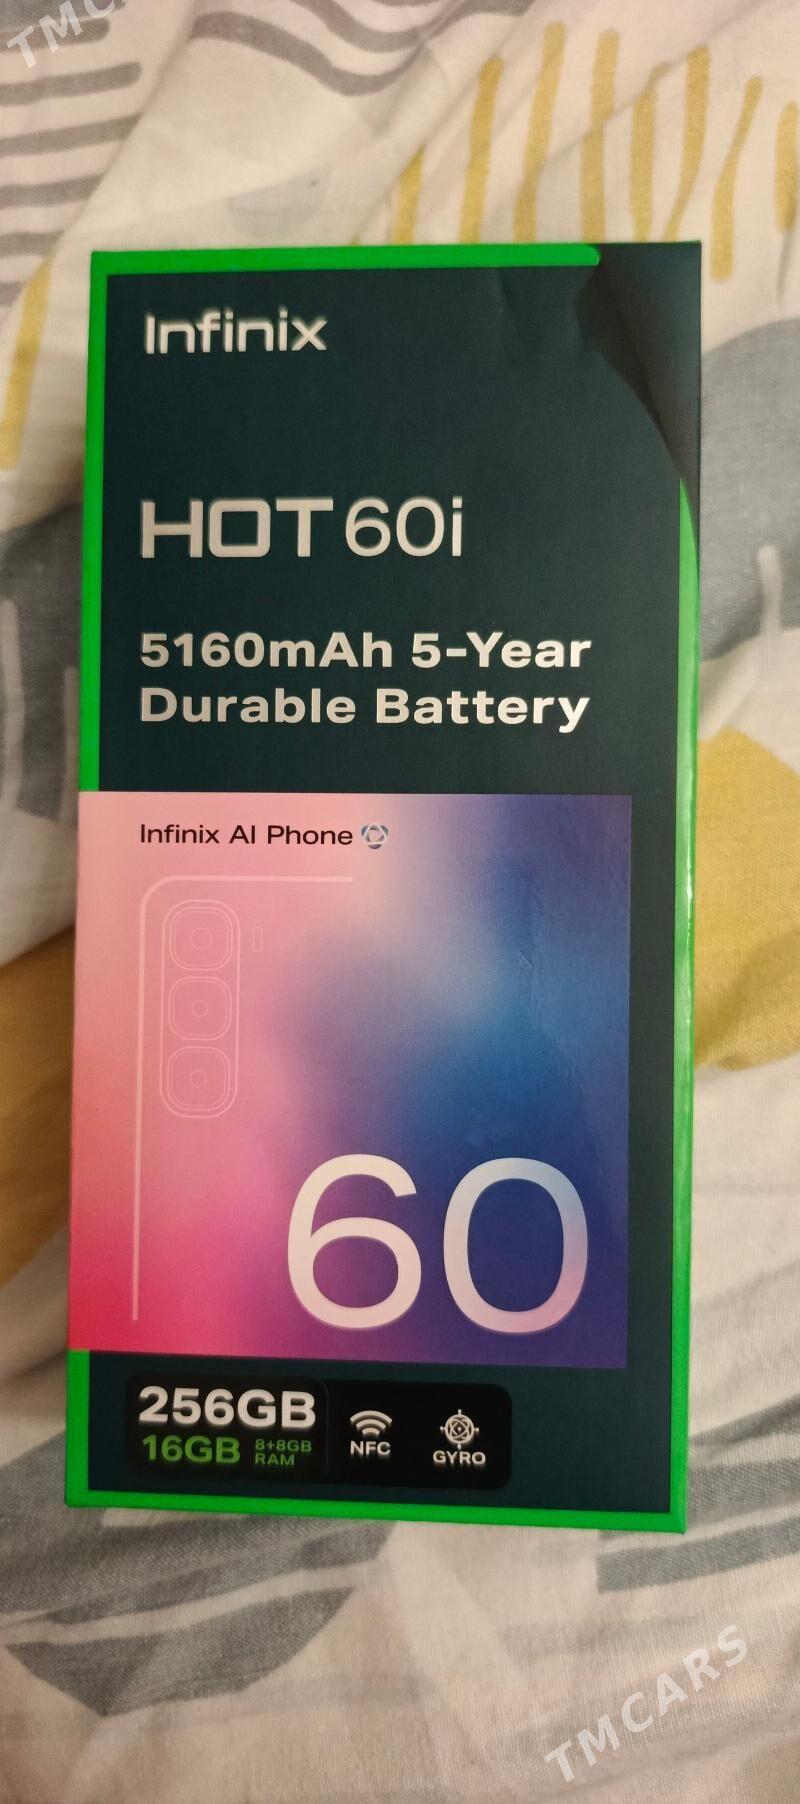 TMC
Infinix
HOT 60i
5160mAh 5-Year
Durable Battery
Infinix AI Phone
60
256GB
16GB 8+8GB RAM
NFC
GYRO
TMCARS